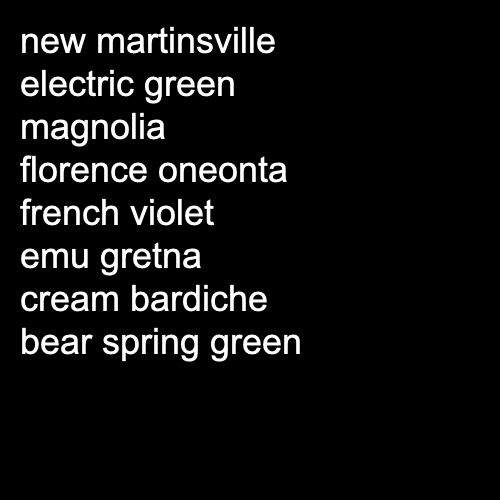 new martinsville
electric green
magnolia
florence oneonta
french violet
emu gretna
cream bardiche
bear spring green